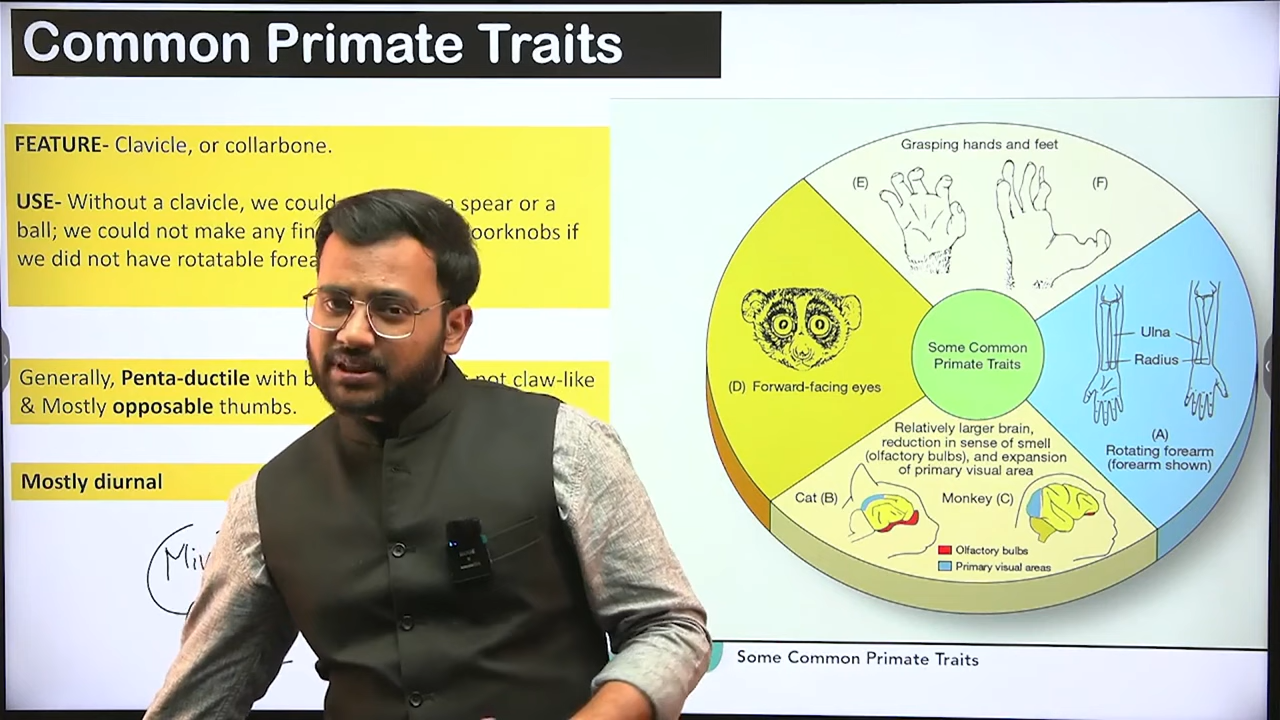 Common Primate Traits
FEATURE- Clavicle, or collarbone.
USE- Without a clavicle, we could a spear or a
ball; we could not make any if
we did not have rotatable
Generally, Penta-ductile with not claw-like
& Mostly opposable thumbs.
Mostly diurnal
Grasping hands and feet
(E)
(F)
Ulna
Radius
(A)
Rotating forearm
(forearm shown)
Some Common
Primate Traits
(D) Forward-facing eyes
Relatively larger brain,
reduction in sense of smell
(olfactory bulbs), and expansion
of primary visual area
Cat (B)
Monkey (C)
Olfactory bulbs
Primary visual areas
Some Common Primate Traits